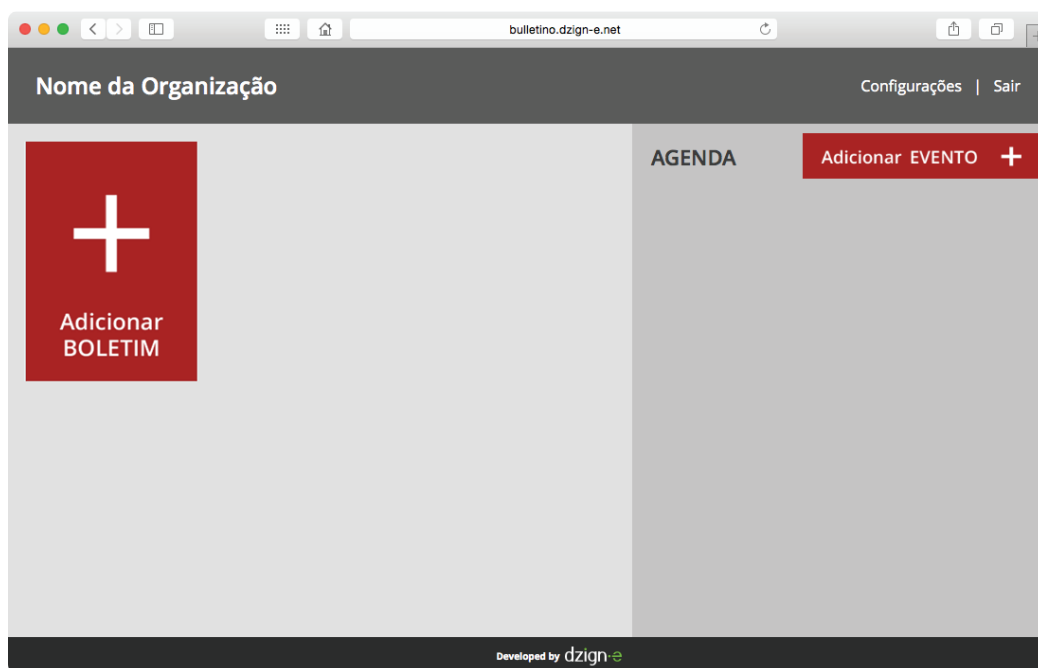 bulletino.dzign-e.net
Nome da Organização
Configurações | Sair
Adicionar
BOLETIM
AGENDA
Adicionar EVENTO
Developed by dzign-e